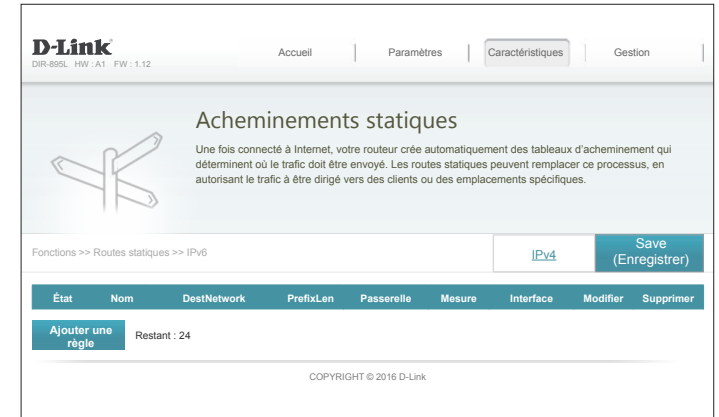 D-Link
DIR-895L HW : A1 FW : 1.12
Accueil
Paramètres
Caractéristiques
Gestion
Acheminements statiques
Une fois connecté à Internet, votre routeur crée automatiquement des tableaux d'acheminement qui
déterminent où le trafic doit être envoyé. Les routes statiques peuvent remplacer ce processus, en
autorisant le trafic à être dirigé vers des clients ou des emplacements spécifiques.
Fonctions >> Routes statiques >> IPv6
IPv4
Save
(Enregistrer)
État Nom DestNetwork PrefixLen Passerelle Mesure Interface Modifier Supprimer
Ajouter une
règle
Restant : 24
COPYRIGHT © 2016 D-Link